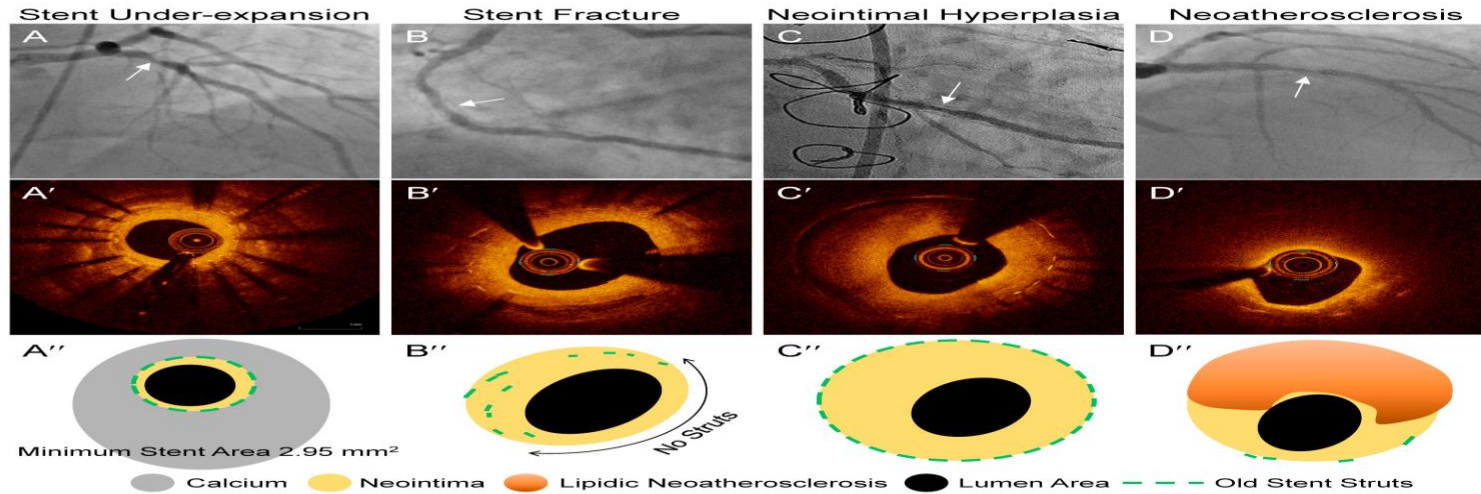 Stent Under-expansion
Stent Fracture
Neointimal Hyperplasia
Neoatherosclerosis
A
B
C
D
A′
B′
C′
D′
A′′
B′′
C′′
D′′
No Struts
Minimum Stent Area 2.95 mm²
Calcium
Neointima
Lipidic Neoatherosclerosis
Lumen Area
Old Stent Struts